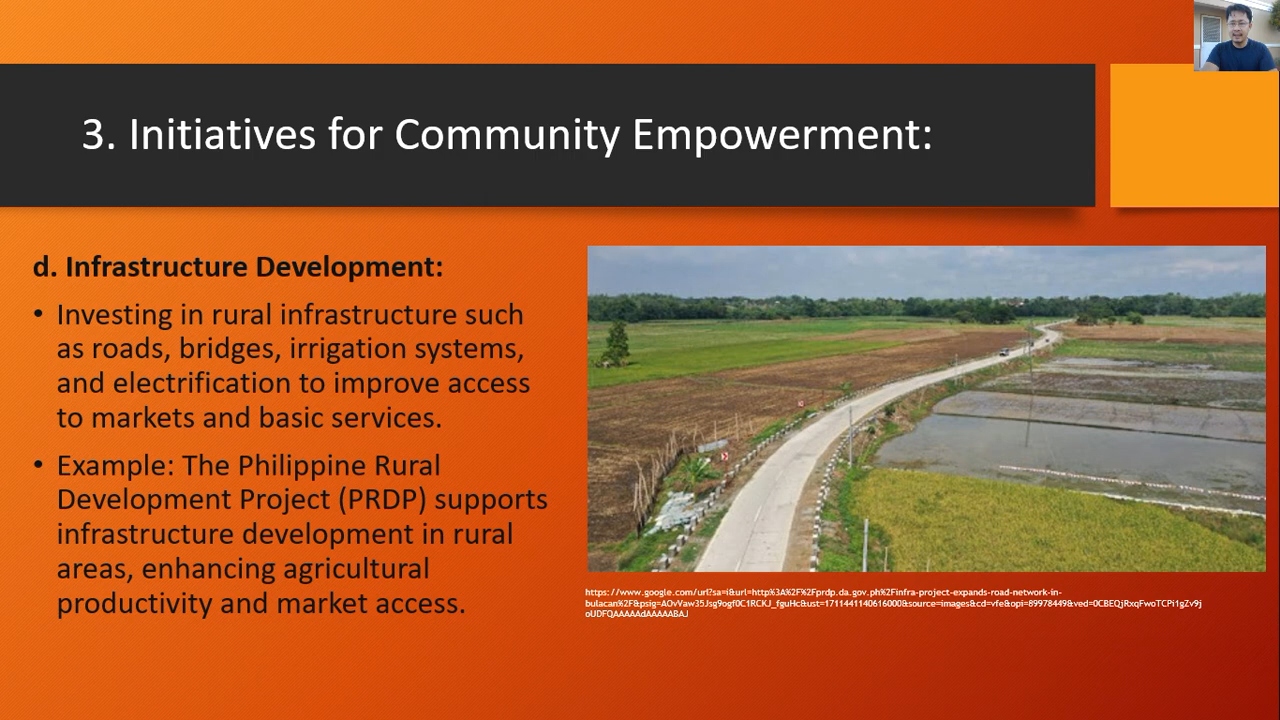 3. Initiatives for Community Empowerment:
d. Infrastructure Development:
• Investing in rural infrastructure such
as roads, bridges, irrigation systems,
and electrification to improve access
to markets and basic services.
• Example: The Philippine Rural
Development Project (PRDP) supports
infrastructure development in rural
areas, enhancing agricultural
productivity and market access.
https://www.google.com/url?sa=i&url=http%3A%2F%2Fprdp.da.gov.ph%2Finfra-project-expands-road-network-in-
bulacan%2F&psig=AOvVaw35Jsg9ogf0C1RCKJ_fguHc&ust=1711441140616000&source=images&cd=vfe&opi=89978449&ved=0CBEQjRxqFwoTCPi1gZv9j
oUDFQAAAAAdAAAAABAJ